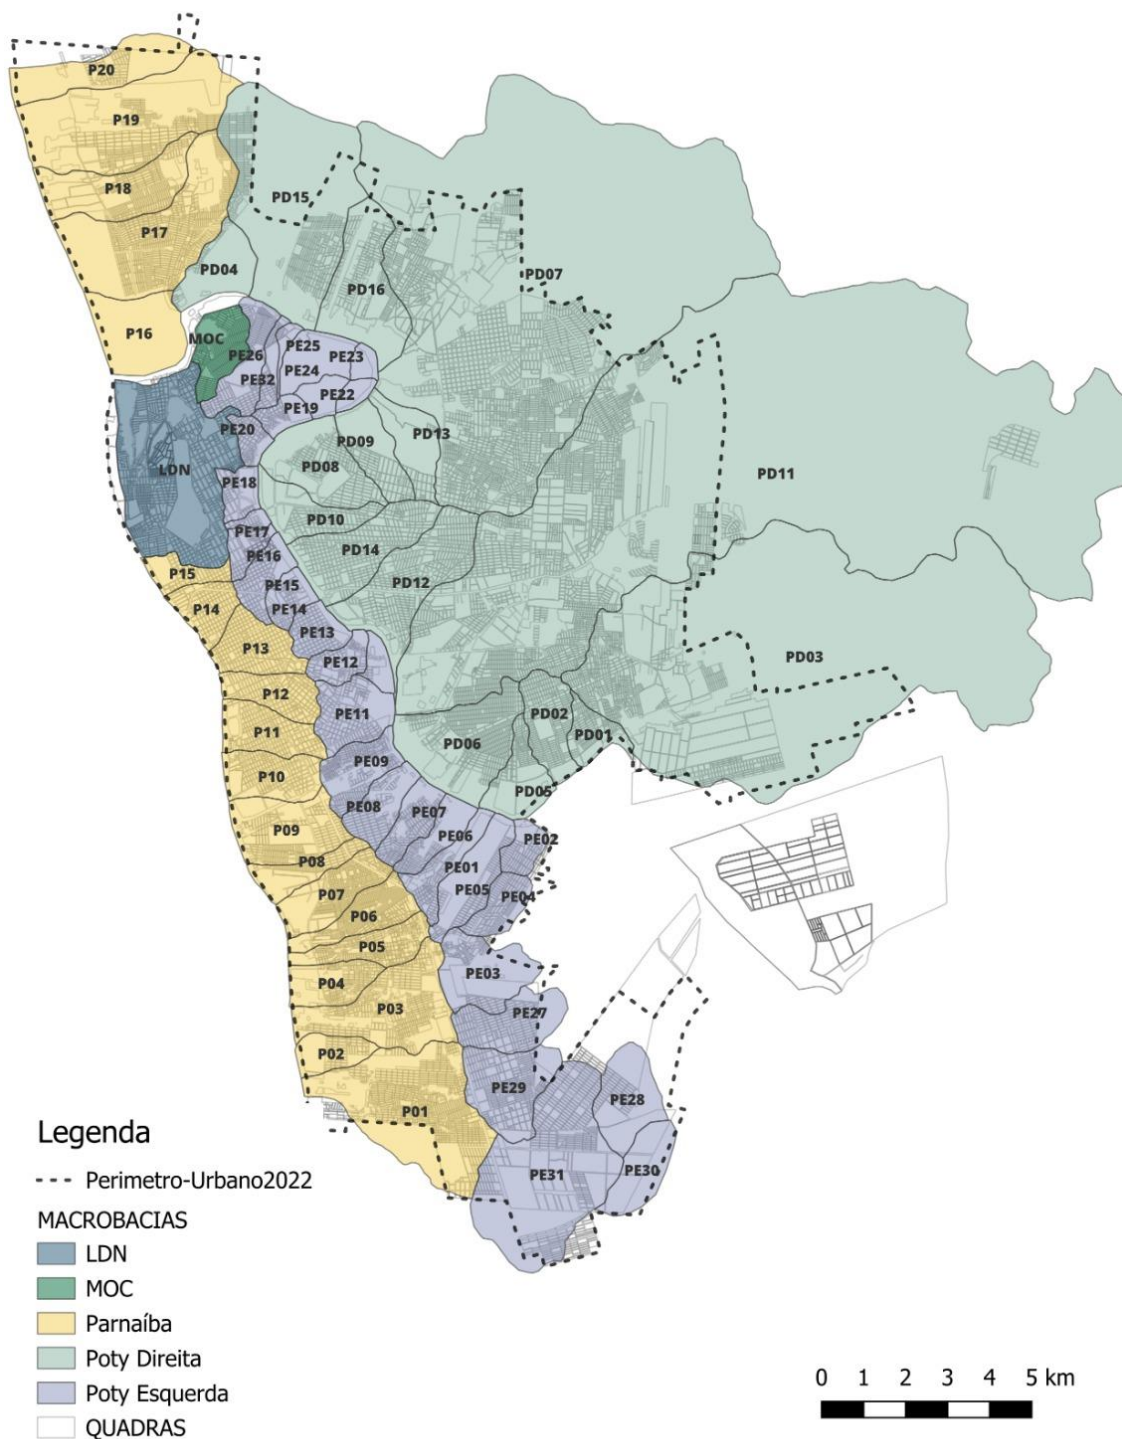 P20
P19
P18
P17
P16
PD15
PD04
PD16
PD07
MOC
PE26
PE25
PE24
PE23
PE32
PE22
PE19
PE20
PD09
PD13
PD08
LDN
PE18
PD11
PD10
PE17
PD14
PE16
PD12
P15
PE15
P14
PE14
PE13
P13
PE12
PD03
P12
PE11
PD02
P11
PD01
PD06
PE09
P10
PD05
PE08
PE07
P09
PE06
PE02
P08
PE01
P07
PE05
PE04
P06
P05
PE03
P04
P03
PE27
P02
PE29
PE28
P01
PE31
PE30
Legenda
Perimetro-Urbano2022
MACROBACIAS
LDN
MOC
Parnaíba
Poty Direita
Poty Esquerda
QUADRAS
0 1 2 3 4 5 km